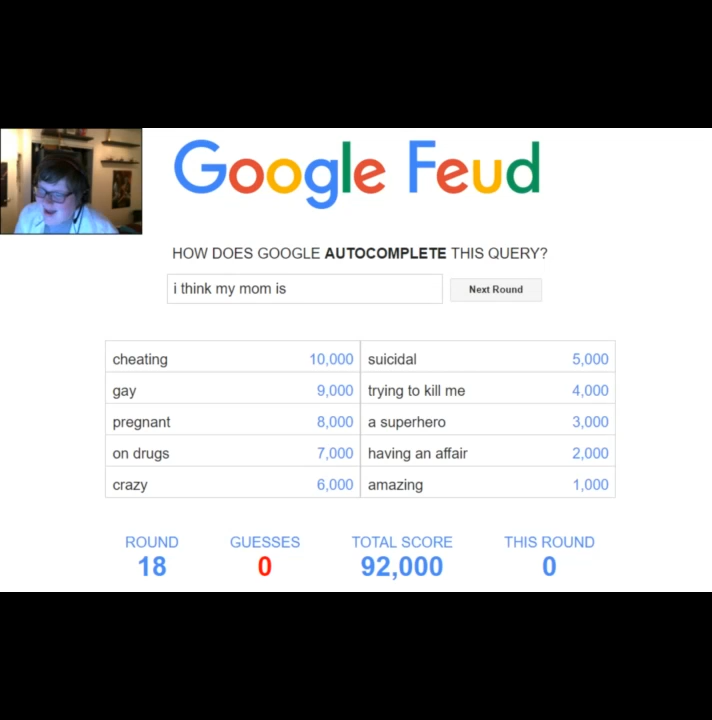 Google Feud
HOW DOES GOOGLE AUTOCOMPLETE THIS QUERY?
i think my mom is
Next Round
cheating 10,000 suicidal 5,000
gay 9,000 trying to kill me 4,000
pregnant 8,000 a superhero 3,000
on drugs 7,000 having an affair 2,000
crazy 6,000 amazing 1,000
ROUND GUESSES TOTAL SCORE THIS ROUND
18 0 92,000 0